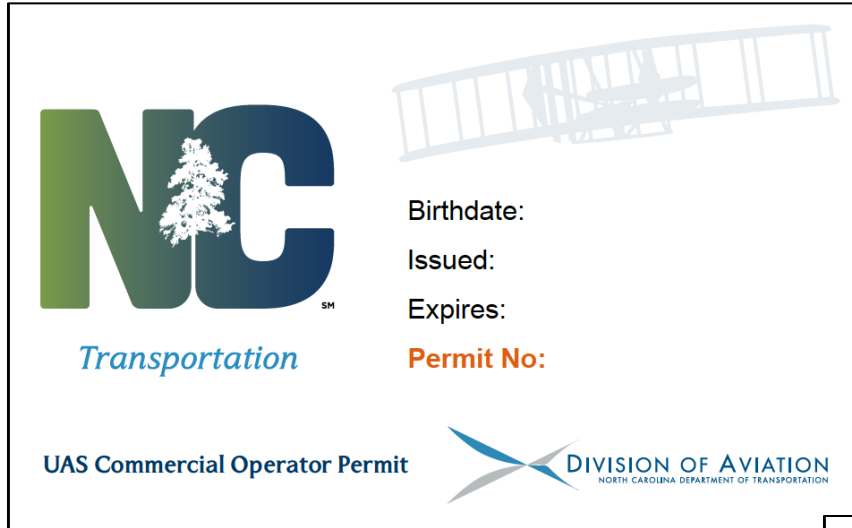 NC
SM
Transportation
Birthdate:
Issued:
Expires:
Permit No:
UAS Commercial Operator Permit
DIVISION OF AVIATION
NORTH CAROLINA DEPARTMENT OF TRANSPORTATION